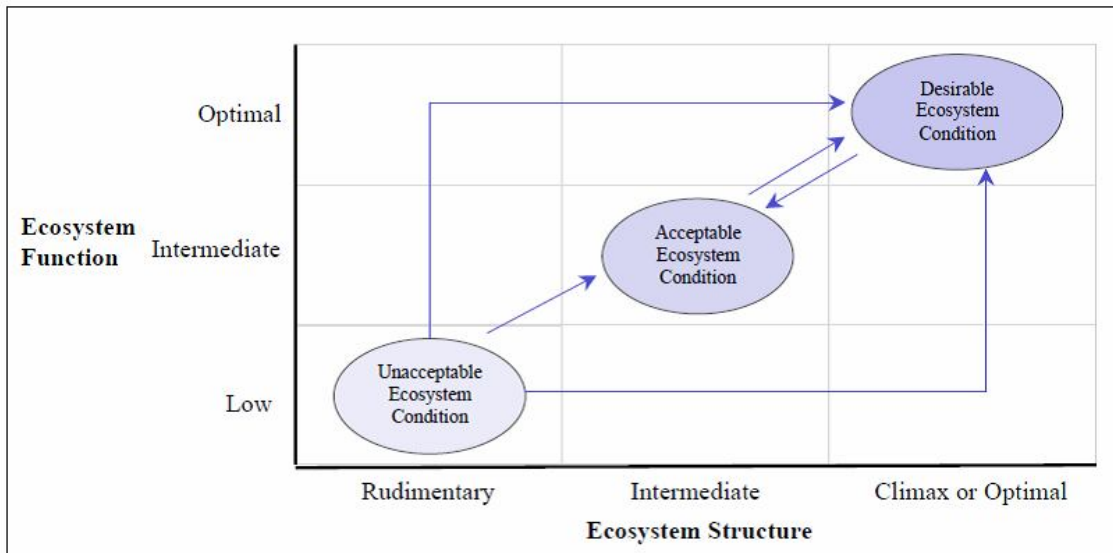 Optimal
Desirable
Ecosystem
Condition
Ecosystem
Function
Intermediate
Acceptable
Ecosystem
Condition
Low
Unacceptable
Ecosystem
Condition
Rudimentary
Intermediate
Climax or Optimal
Ecosystem Structure